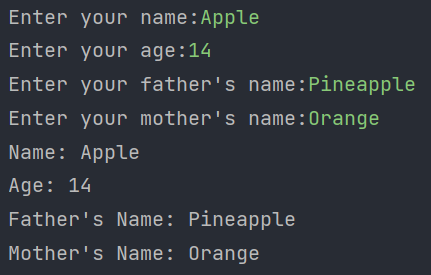 Enter your name:Apple
Enter your age:14
Enter your father's name:Pineapple
Enter your mother's name:Orange
Name: Apple
Age: 14
Father's Name: Pineapple
Mother's Name: Orange